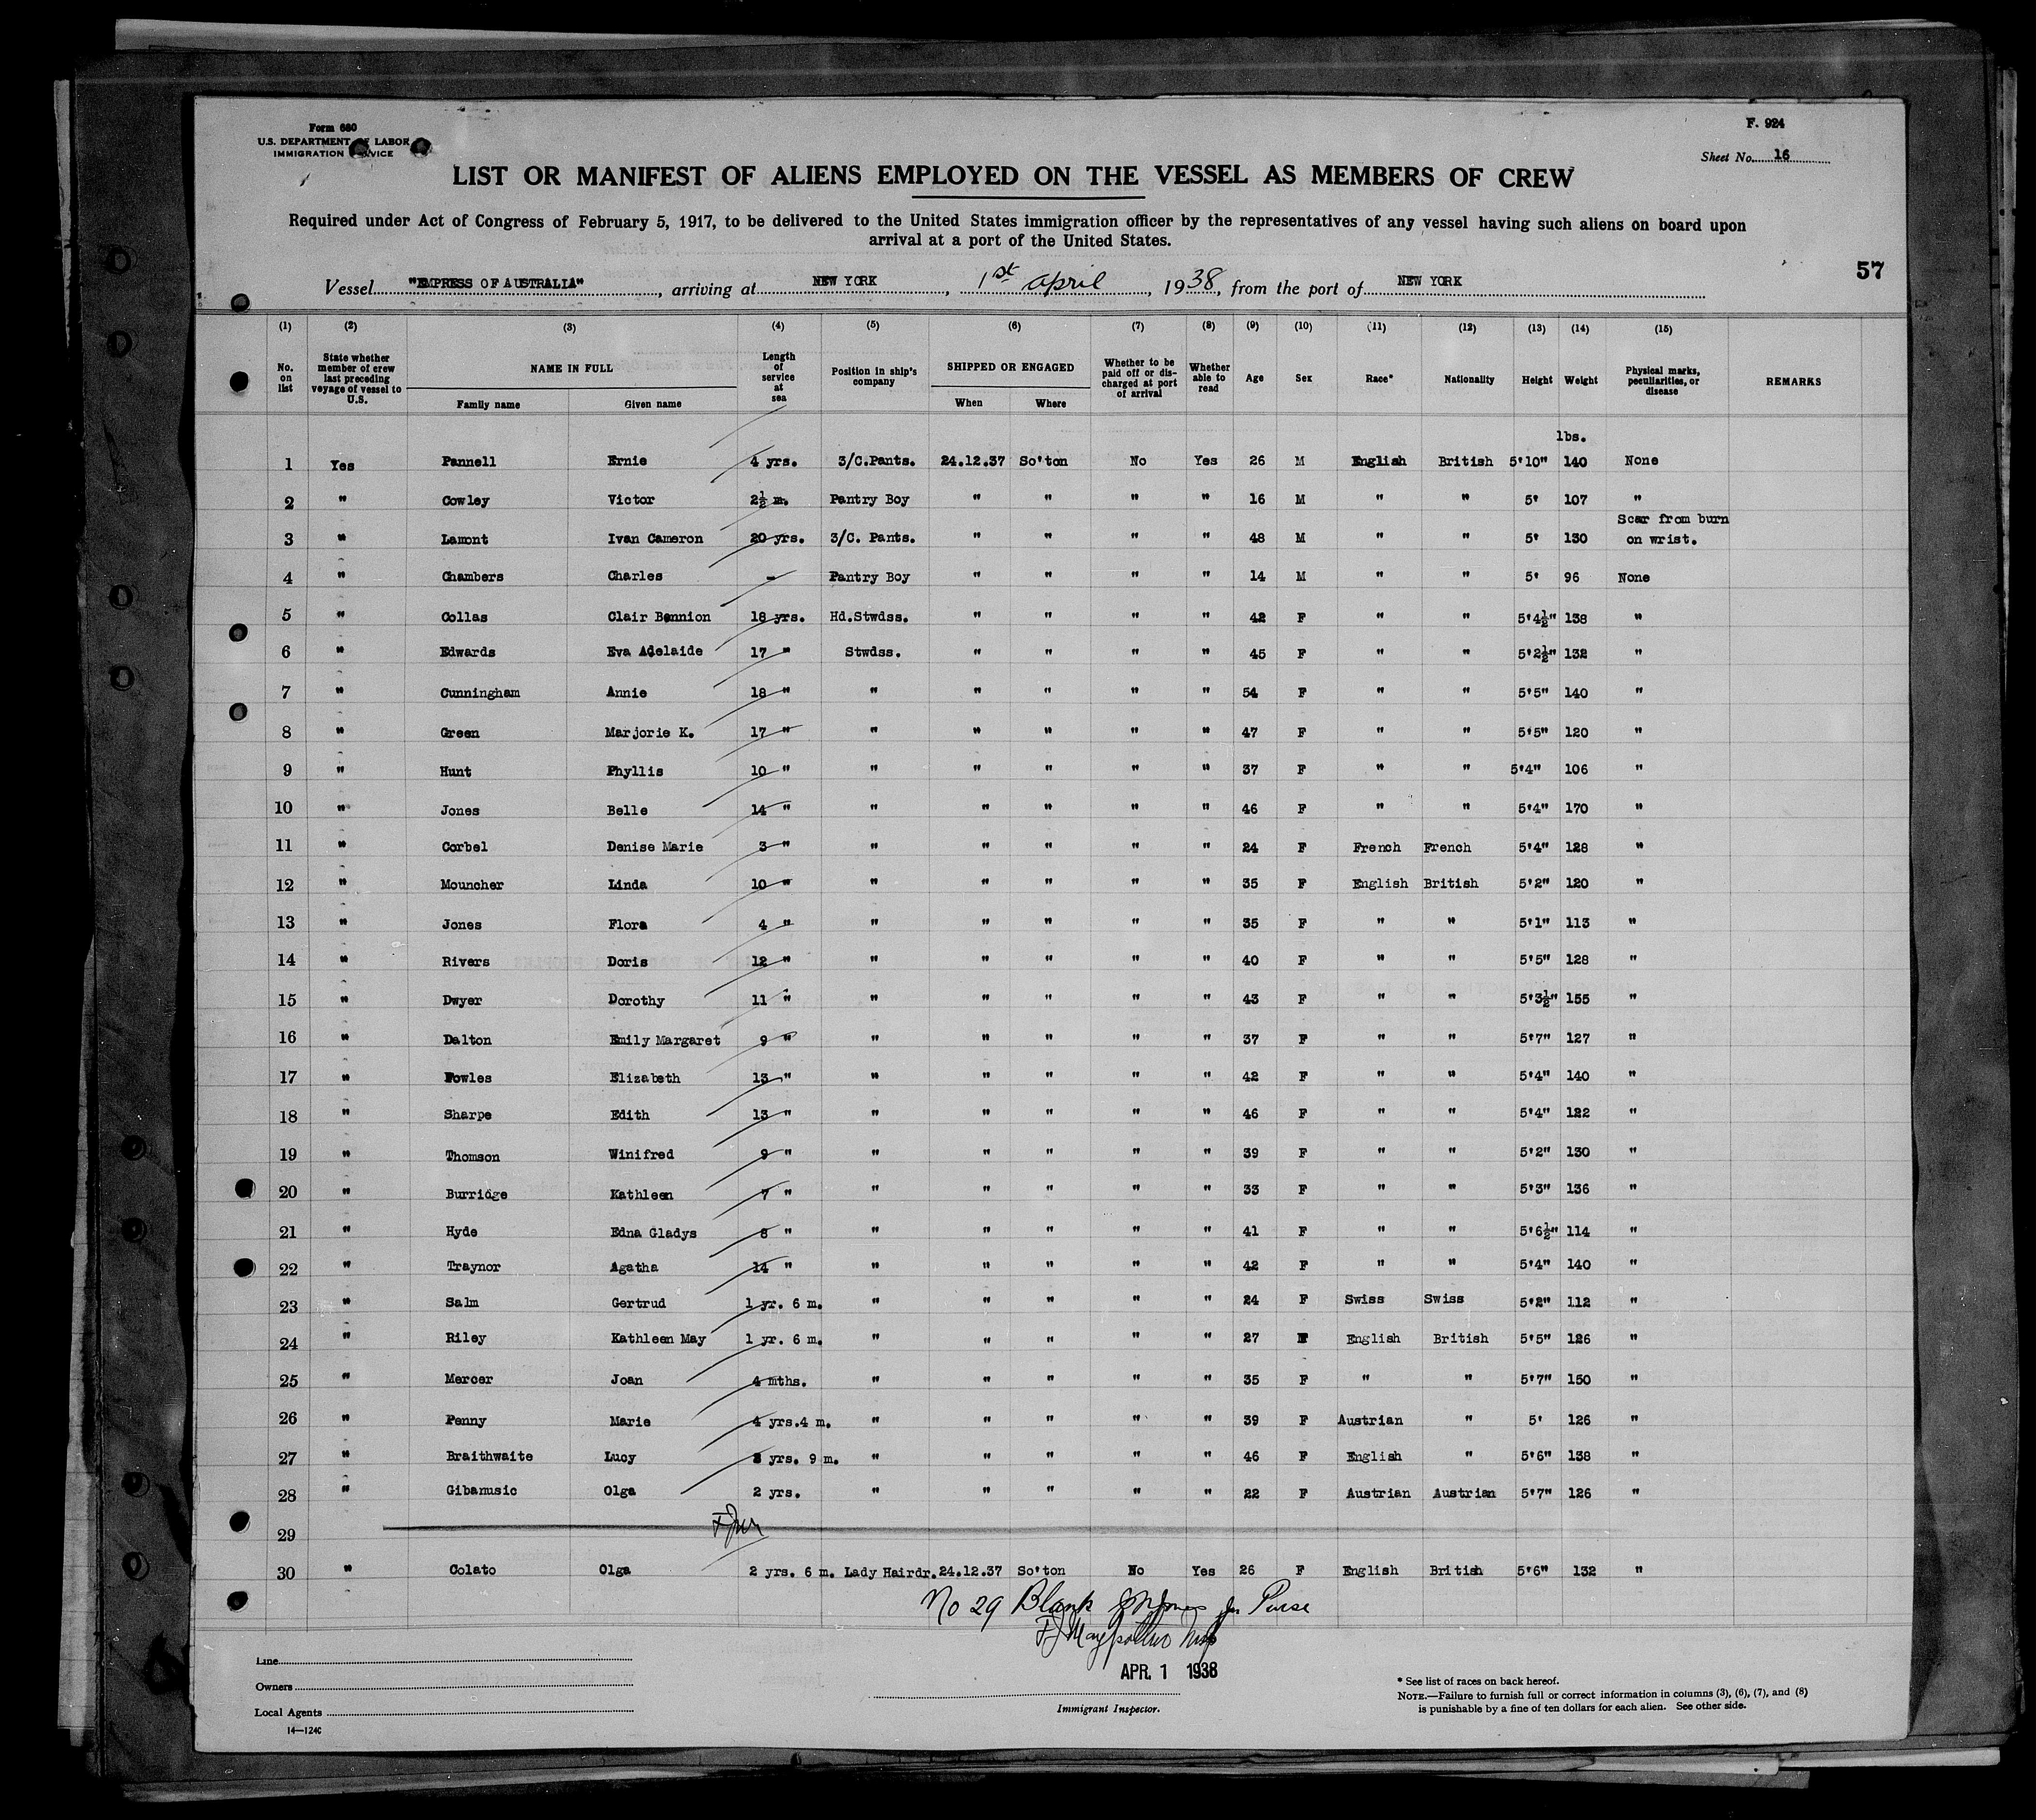 Form 680
U.S. DEPARTMENT OF LABOR
IMMIGRATION SERVICE
F. 924
Sheet No. 16
LIST OR MANIFEST OF ALIENS EMPLOYED ON THE VESSEL AS MEMBERS OF CREW
Required under Act of Congress of February 5, 1917, to be delivered to the United States immigration officer by the representatives of any vessel having such aliens on board upon
arrival at a port of the United States.
57
Vessel "EMPRESS OF AUSTRALIA", arriving at NEW YORK, 1st april, 1938, from the port of NEW YORK
(1) (2) (3) (4) (5) (6) (7) (8) (9) (10) (11) (12) (13) (14) (15)
No. on list State whether member of crew last preceding voyage of vessel to U.S. NAME IN FULL Family name Given name Length of service at sea Position in ship's company SHIPPED OR ENGAGED When Where Whether to be paid off or discharged at port of arrival Whether able to read Age Sex Race* Nationality Height Weight Physical marks, peculiarities, or disease REMARKS
lbs.
1 Yes Pannell Ernie 4 yrs. 3/C.Pants. 24.12.37 So'ton No Yes 26 M English British 5'10" 140 None
2 " Cowley Victor 2½ m. Pantry Boy " " " " 16 M " " 5' 107 "
3 " Lamont Ivan Cameron 20 yrs. 3/C. Pants. " " " " 48 M " " 5' 130 Scar from burn on wrist.
4 " Chambers Charles - Pantry Boy " " " " 14 M " " 5' 96 None
5 " Collas Clair Bennion 18 yrs. Hd.Stwdss. " " " " 42 F " " 5'4½" 138 "
6 " Edwards Eva Adelaide 17 " Stwdss. " " " " 45 F " " 5'2½" 132 "
7 " Cunningham Annie 18 " " " " " " 54 F " " 5'5" 140 "
8 " Green Marjorie K. 17 " " " " " " 47 F " " 5'5" 120 "
9 " Hunt Phyllis 10 " " " " " " 37 F " " 5'4" 106 "
10 " Jones Belle 14 " " " " " " 46 F " " 5'4" 170 "
11 " Corbel Denise Marie 3 " " " " " " 24 F French French 5'4" 128 "
12 " Mouncher Linda 10 " " " " " " 35 F English British 5'2" 120 "
13 " Jones Flora 4 " " " " " " 35 F " " 5'1" 113 "
14 " Rivers Doris 12 " " " " " " 40 F " " 5'5" 128 "
15 " Dwyer Dorothy 11 " " " " " " 43 F " " 5'3½" 155 "
16 " Dalton Emily Margaret 9 " " " " " " 37 F " " 5'7" 127 "
17 " Fowles Elizabeth 13 " " " " " " 42 F " " 5'4" 140 "
18 " Sharpe Edith 13 " " " " " " 46 F " " 5'4" 122 "
19 " Thomson Winifred 9 " " " " " " 39 F " " 5'2" 130 "
20 " Burridge Kathleen 7 " " " " " " 33 F " " 5'3" 136 "
21 " Hyde Edna Gladys 8 " " " " " " 41 F " " 5'6½" 114 "
22 " Traynor Agatha 14 " " " " " " 42 F " " 5'4" 140 "
23 " Salm Gertrud 1 yr. 6 m. " " " " " 24 F Swiss Swiss 5'2" 112 "
24 " Riley Kathleen May 1 yr. 6 m. " " " " " 27 F English British 5'5" 126 "
25 " Mercer Joan 4 mths. " " " " " 35 F " " 5'7" 150 "
26 " Penny Marie 4 yrs.4 m. " " " " " 39 F Austrian " 5' 126 "
27 " Braithwaite Lucy yrs. 9 m. " " " " " 46 F English " 5'6" 138 "
28 " Gibanusic Olga 2 yrs. " " " " " 22 F Austrian Austrian 5'7" 126 "
29
30 " Colato Olga 2 yrs. 6 m. Lady Hairdr. 24.12.37 So'ton No Yes 26 F English British 5'6" 132 "
No 29 Blank
APR. 1 1938
Line
Owners
Local Agents
14—124C
Immigrant Inspector.
* See list of races on back hereof.
NOTE.—Failure to furnish full or correct information in columns (3), (6), (7), and (8)
is punishable by a fine of ten dollars for each alien. See other side.